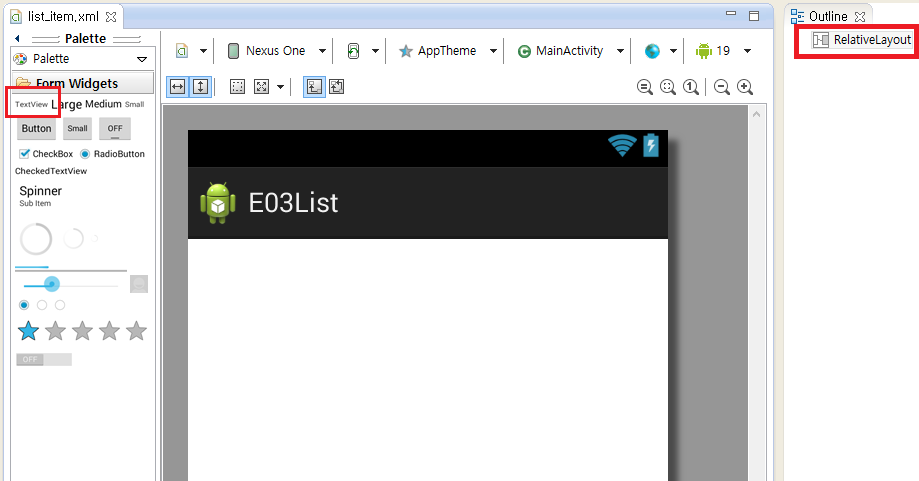 list_item.xml
Outline
Palette
Nexus One
AppTheme
MainActivity
19
RelativeLayout
Palette
Form Widgets
TextView Large Medium Small
Button Small OFF
CheckBox RadioButton
CheckedTextView
Spinner
Sub Item
E03List
OFF